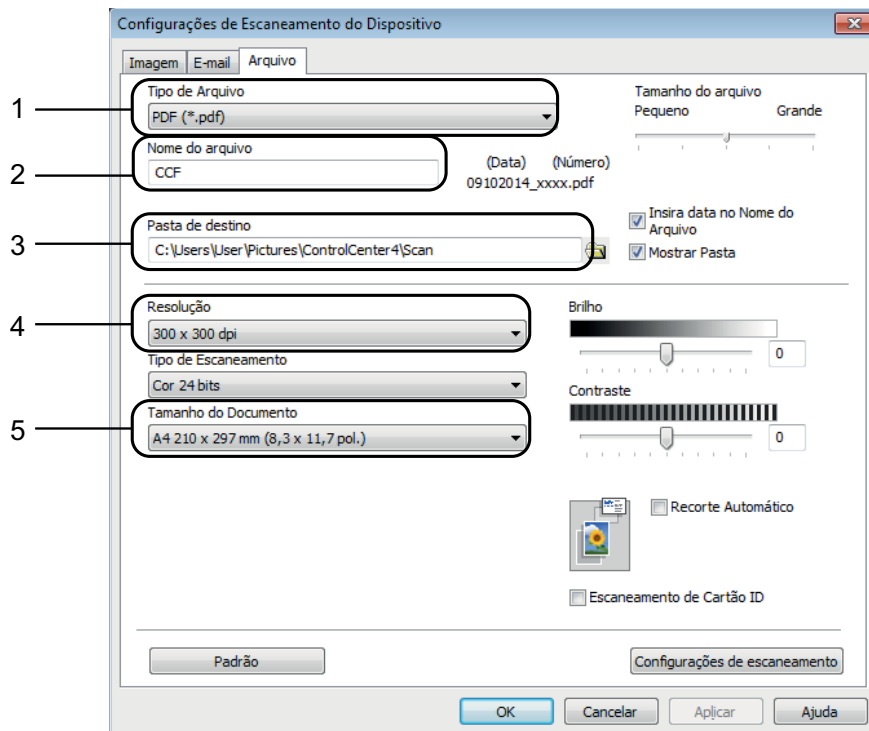 Configurações de Escaneamento do Dispositivo
Imagem E-mail Arquivo
1
Tipo de Arquivo
PDF (*.pdf)
Tamanho do arquivo
Pequeno Grande
2
Nome do arquivo
CCF
(Data) (Número)
09102014_xxxx.pdf
3
Pasta de destino
C:\Users\User\Pictures\ControlCenter4\Scan
Insira data no Nome do
Arquivo
Mostrar Pasta
4
Resolução
300 x 300 dpi
Tipo de Escaneamento
Cor 24 bits
5
Tamanho do Documento
A4 210 x 297 mm (8,3 x 11,7 pol.)
Brilho
0
Contraste
0
Recorte Automático
Escaneamento de Cartão ID
Padrão
Configurações de escaneamento
OK Cancelar Aplicar Ajuda